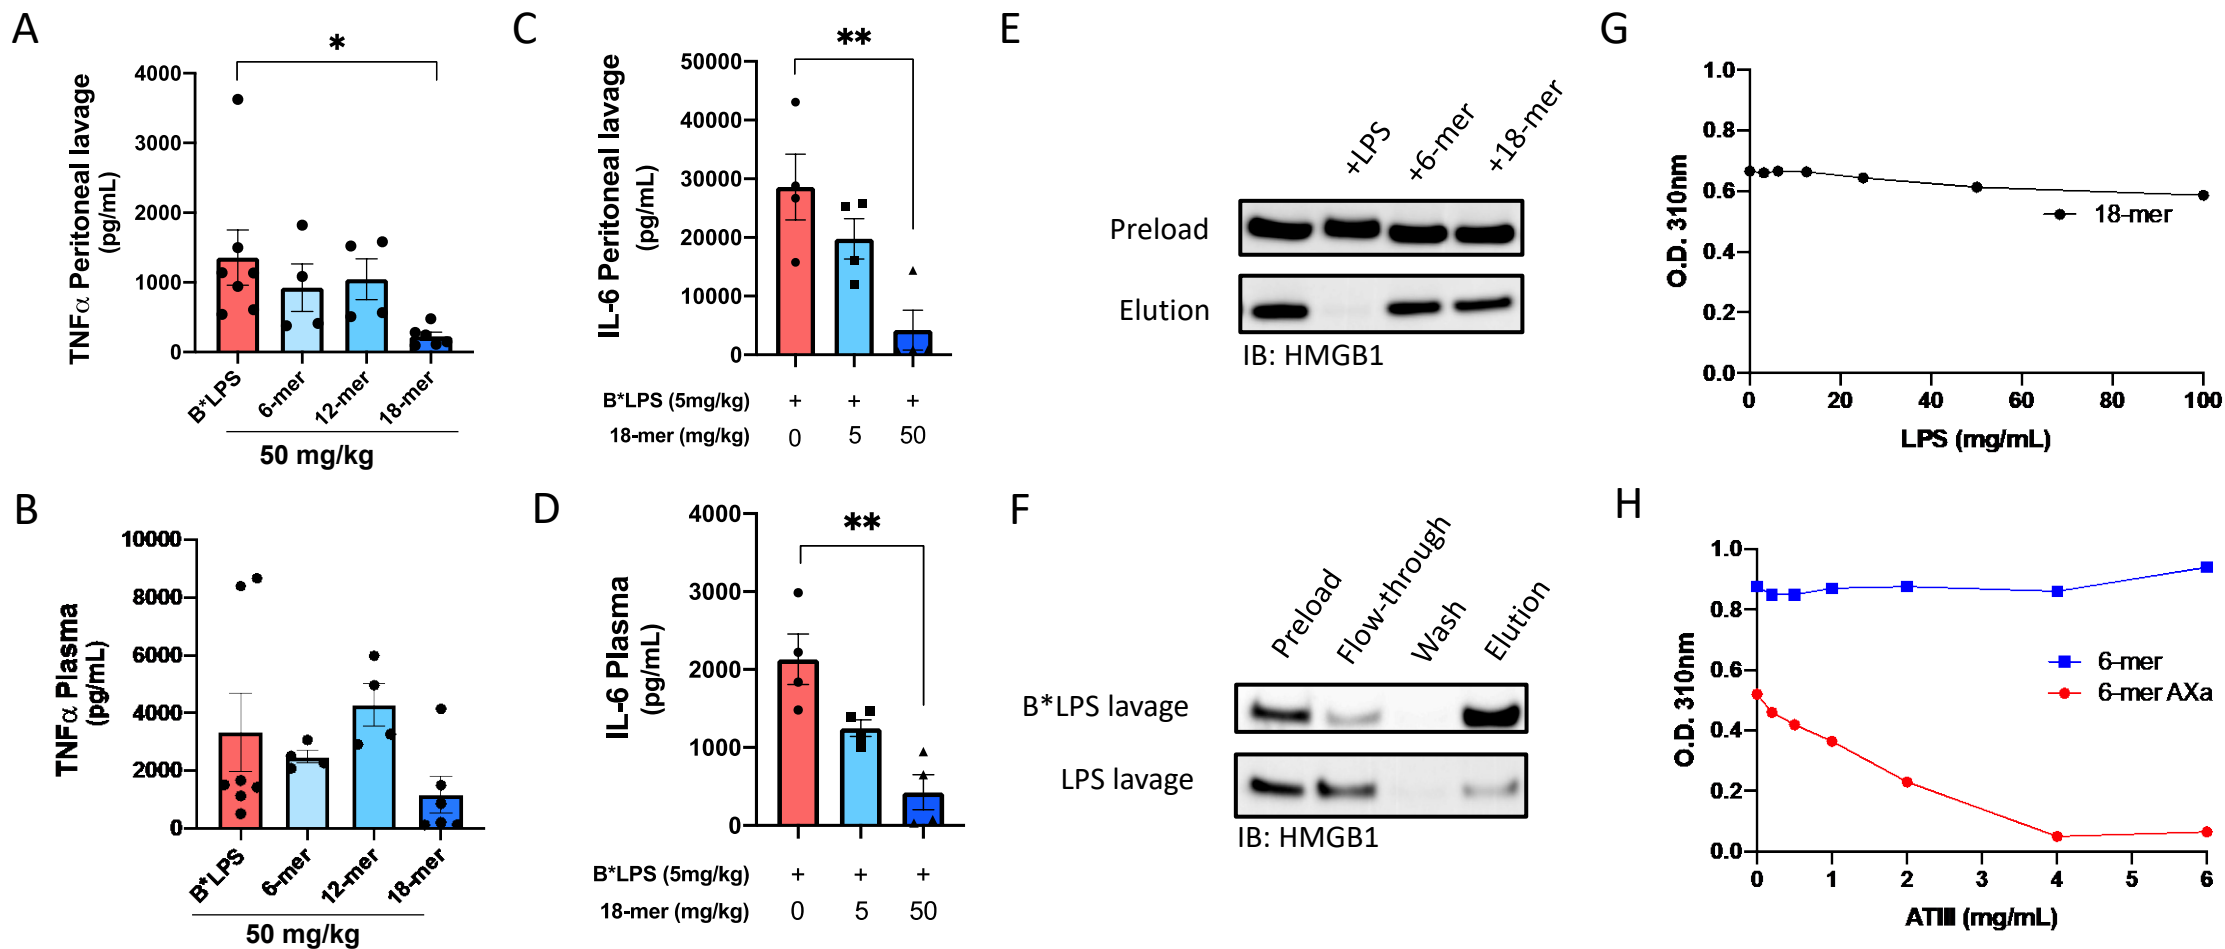 A
*
TNFα Peritoneal lavage
(pg/mL)
4000
3000
2000
1000
0
B*LPS
6-mer
12-mer
18-mer
50 mg/kg
B
TNFα Plasma
(pg/mL)
10000
8000
6000
4000
2000
0
B*LPS
6-mer
12-mer
18-mer
50 mg/kg
C
**
IL-6 Peritoneal lavage
(pg/mL)
50000
40000
30000
20000
10000
0
B*LPS (5mg/kg) + + +
18-mer (mg/kg) 0 5 50
D
**
IL-6 Plasma
(pg/mL)
4000
3000
2000
1000
0
B*LPS (5mg/kg) + + +
18-mer (mg/kg) 0 5 50
E
+LPS
+6-mer
+18-mer
Preload
Elution
IB: HMGB1
F
Preload
Flow-through
Wash
Elution
B*LPS lavage
LPS lavage
IB: HMGB1
G
O.D. 310nm
1.0
0.8
0.6
0.4
0.2
0.0
18-mer
0 20 40 60 80 100
LPS (mg/mL)
H
O.D. 310nm
1.0
0.8
0.6
0.4
0.2
0.0
6-mer
6-mer AXa
0 1 2 3 4 5 6
ATIII (mg/mL)